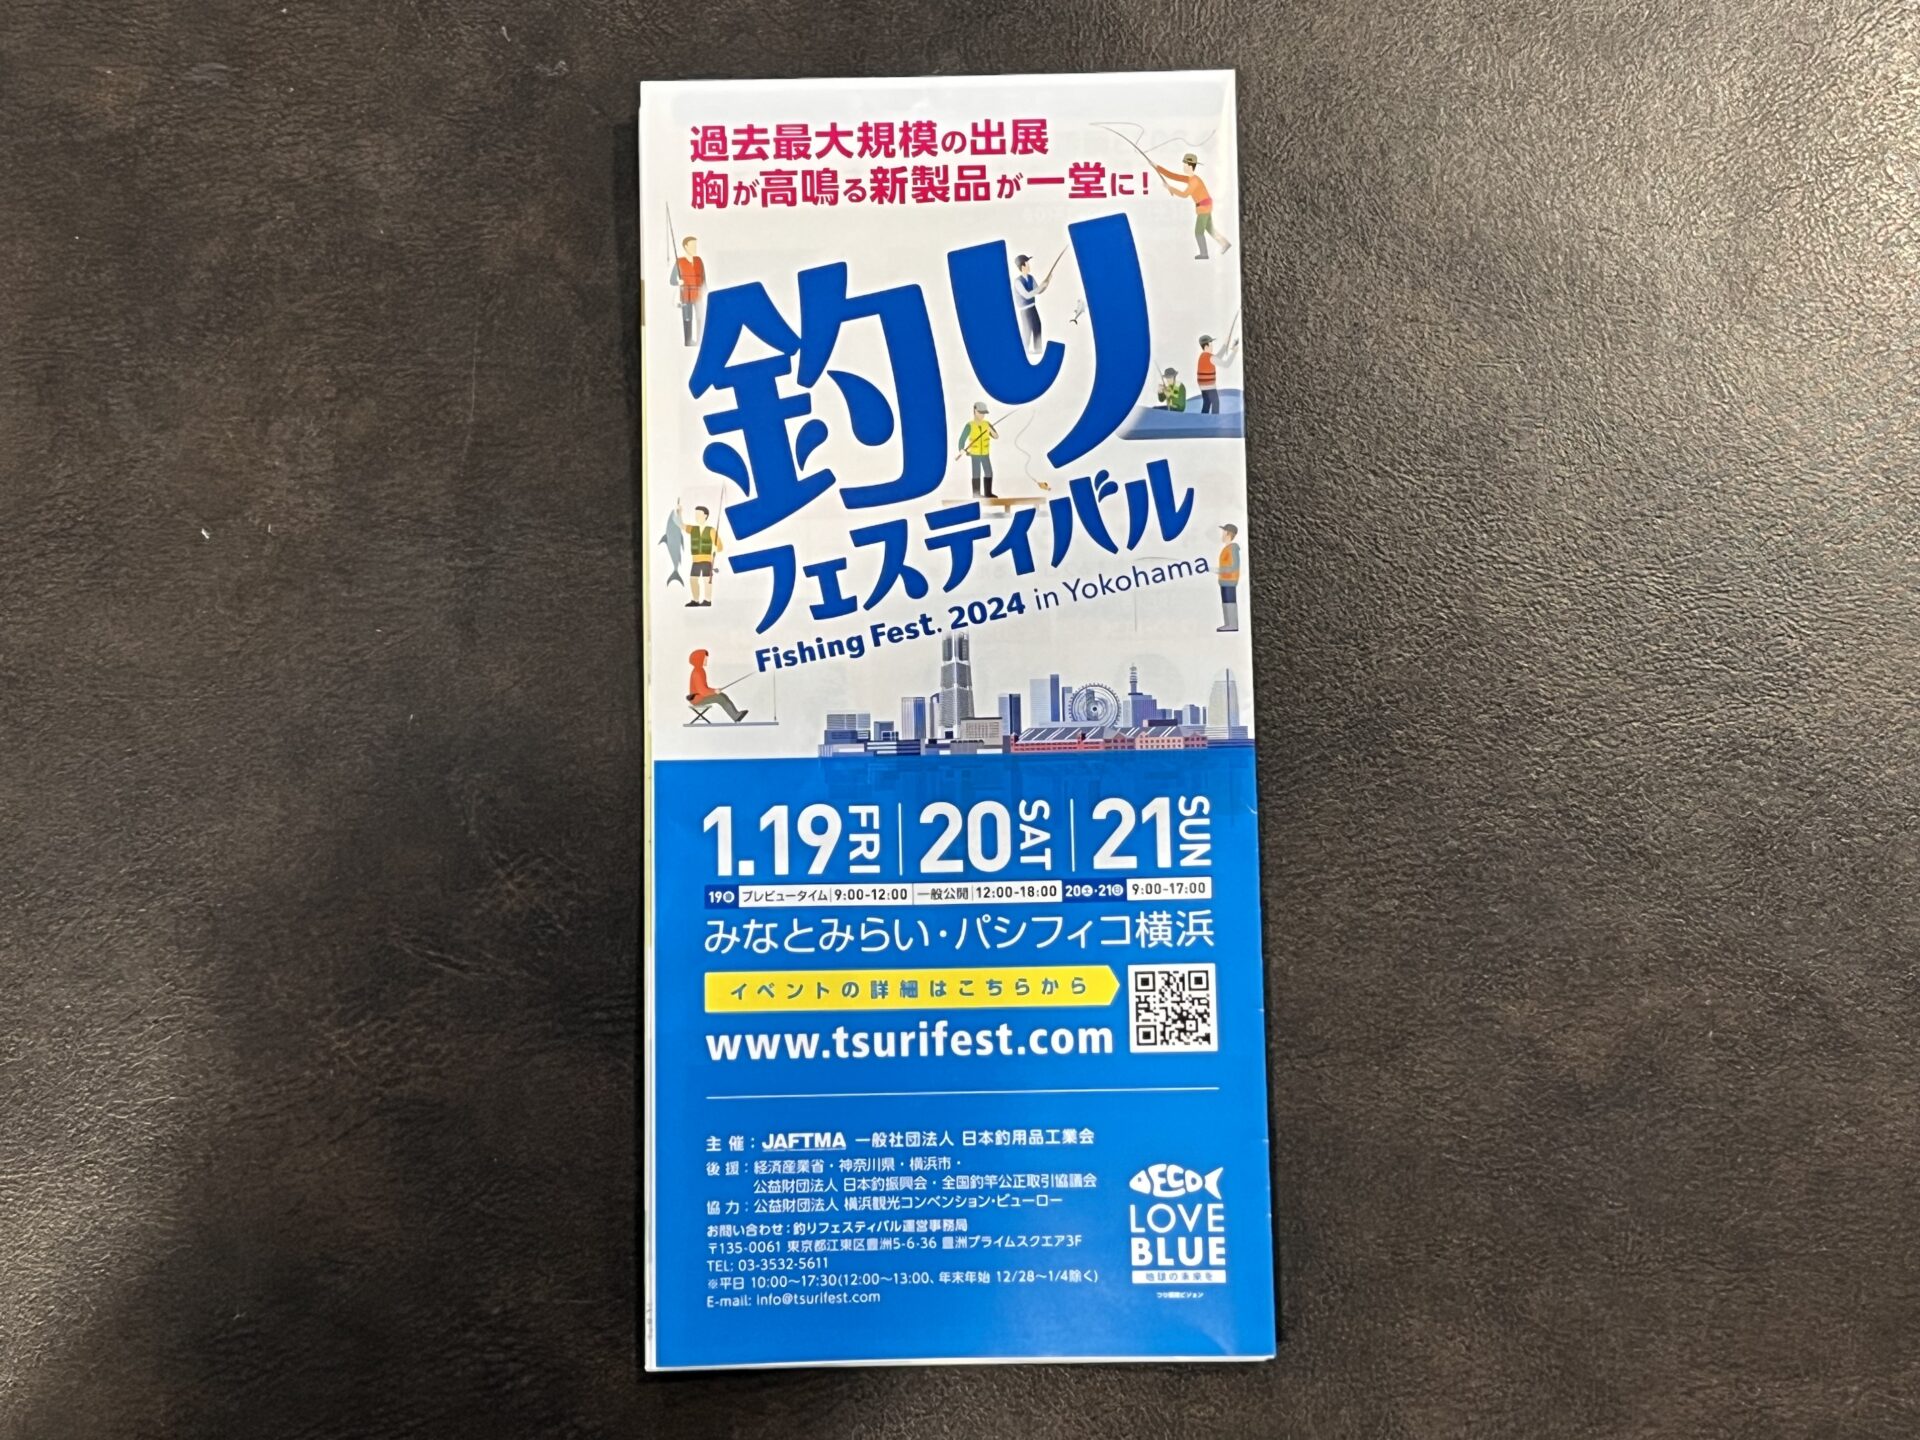 過去最大規模の出展
胸が高鳴る新製品が一堂に!
釣り
フェスティバル
Fishing Fest. 2024 in Yokohama
1.19 FRI | 20 SAT | 21 SUN
19㊎ プレビュータイム | 9:00-12:00 一般公開 | 12:00-18:00 20㊏・21㊐ 9:00-17:00
みなとみらい・パシフィコ横浜
イベントの詳細はこちらから
www.tsurifest.com
主 催：JAFTMA 一般社団法人 日本釣用品工業会
後 援：経済産業省・神奈川県・横浜市・
公益財団法人 日本釣振興会・全国釣竿公正取引協議会
協 力：公益財団法人 横浜観光コンベンション・ビューロー
お問い合わせ：釣りフェスティバル運営事務局
〒135-0061 東京都江東区豊洲5-6-36 豊洲プライムスクエア3F
TEL: 03-3532-5611
※平日 10:00～17:30(12:00～13:00、年末年始 12/28～1/4除く)
E-mail: info@tsurifest.com
ECO
LOVE
BLUE
地球の未来を